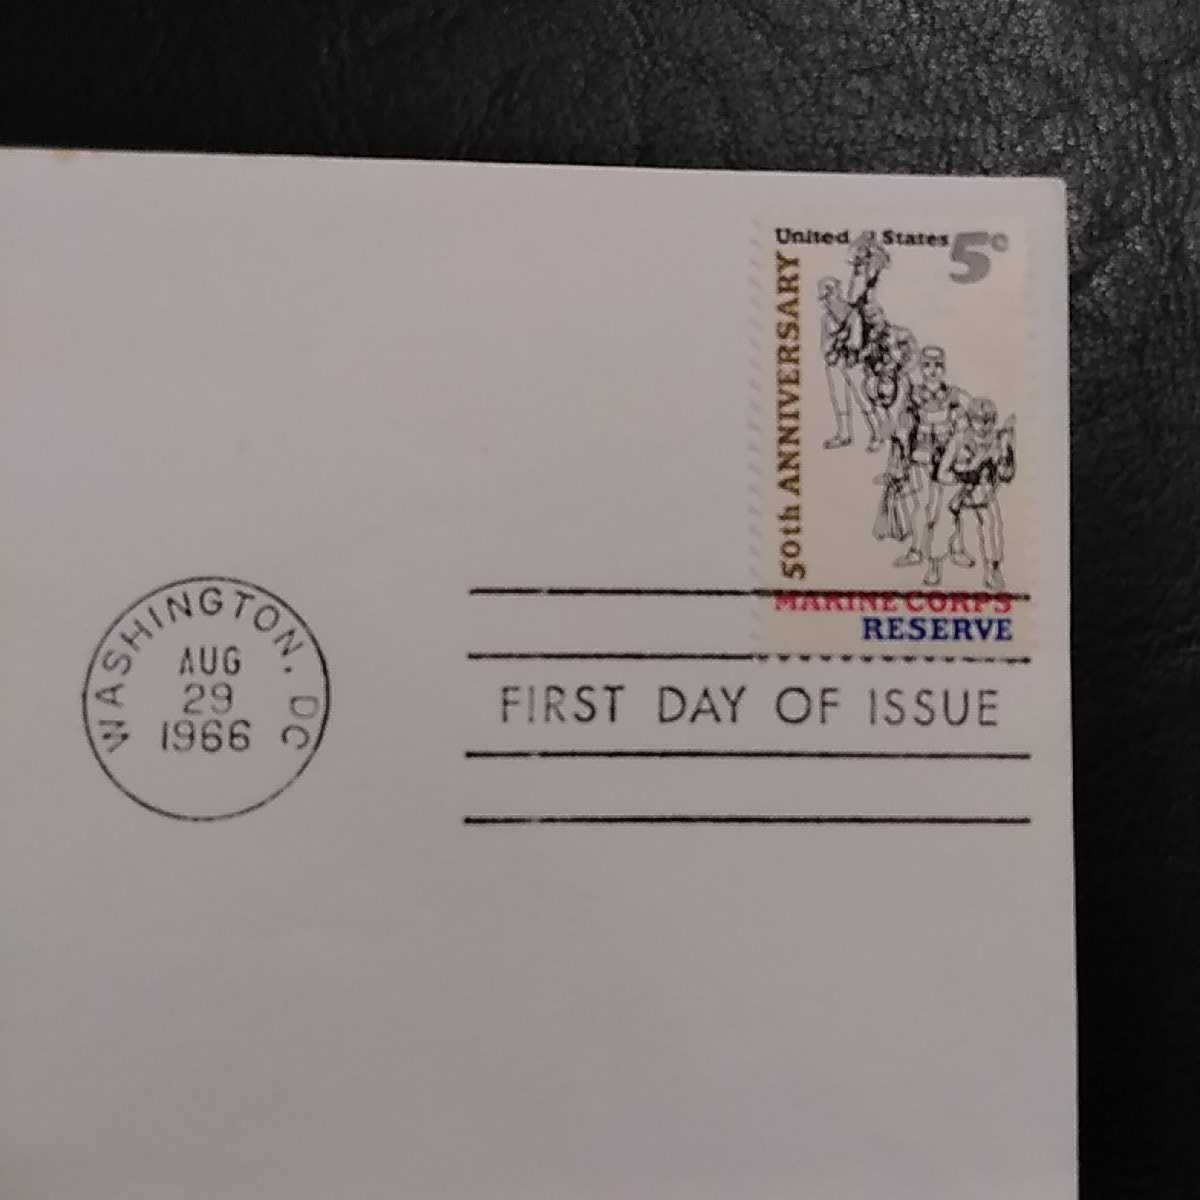 United States 5c
50th ANNIVERSARY
MARINE CORPS
RESERVE
WASHINGTON, DC
AUG
29
1966
FIRST DAY OF ISSUE